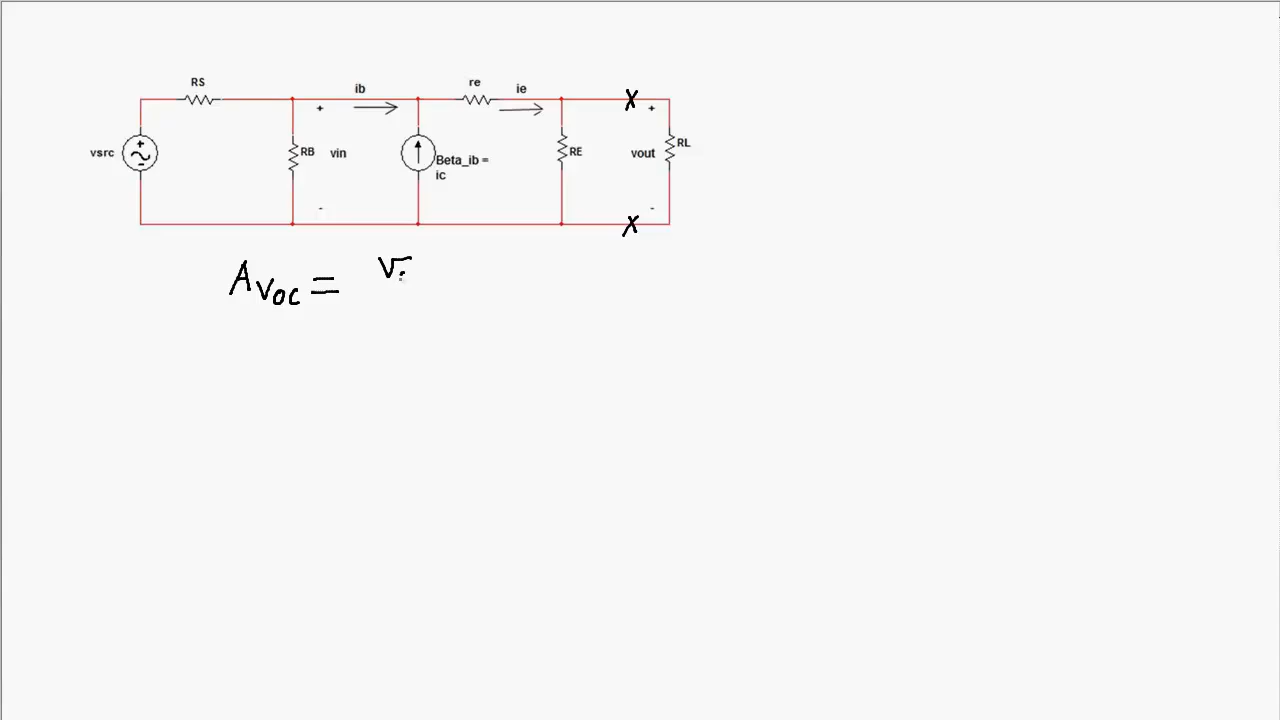 RS ib re ie
X +
+
vsrc + - RB vin Beta_ib = RE vout RL
ic
- -
X
Avoc = v